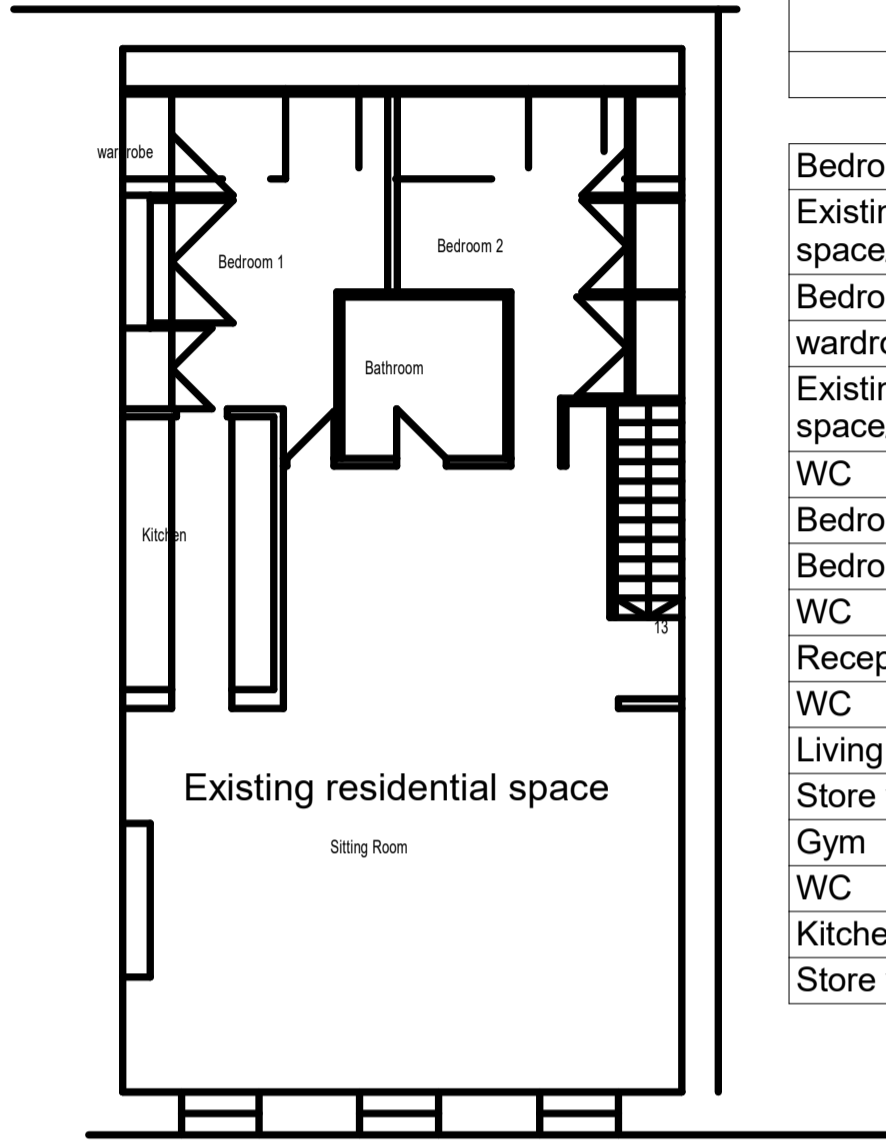 wardrobe
Bedroom 1
Bedroom 2
Bathroom
Kitchen
13
Existing residential space
Sitting Room
Bedro
Existin
space
Bedro
wardro
Existin
space
WC
Bedro
Bedro
WC
Recep
WC
Living
Store
Gym
WC
Kitche
Store